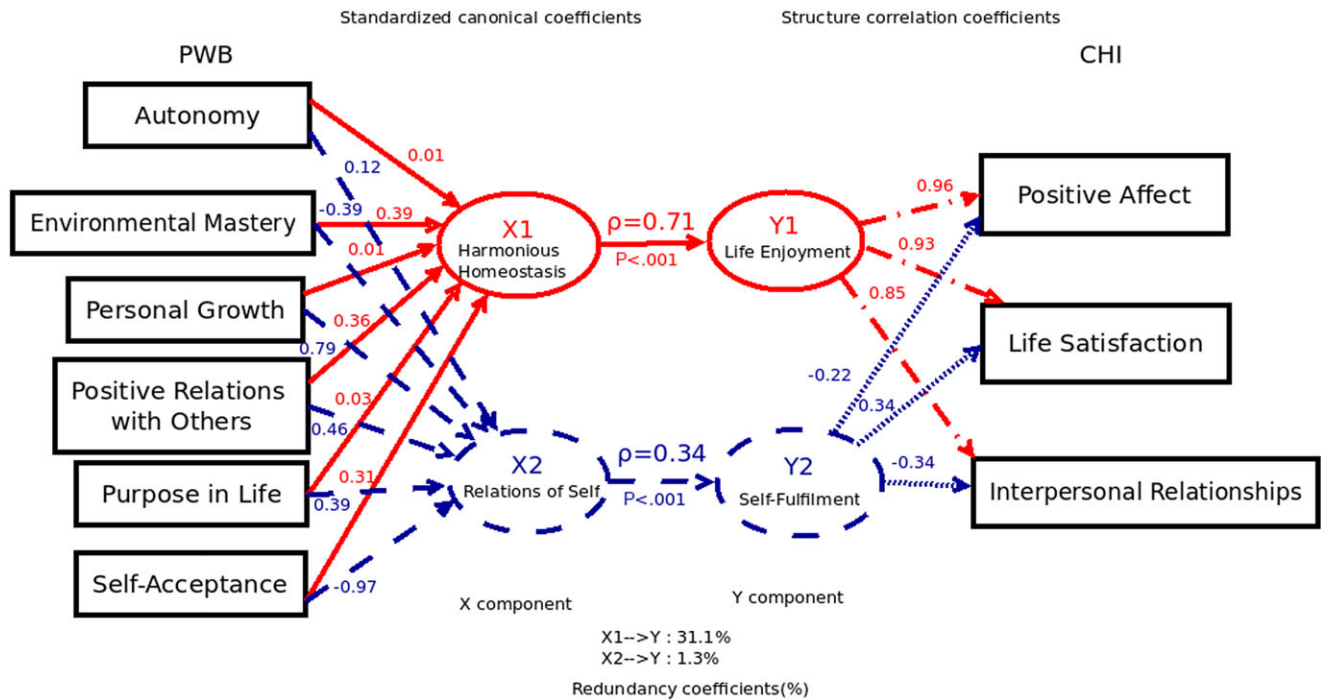 Standardized canonical coefficients
Structure correlation coefficients
PWB
CHI
Autonomy
0.12
0.01
Positive Affect
0.96
Environmental Mastery
-0.39
0.39
X1
Harmonious
Homeostasis
ρ=0.71
P<.001
Y1
Life Enjoyment
0.93
0.01
Personal Growth
0.85
0.36
0.79
Life Satisfaction
Positive Relations
with Others
-0.22
0.03
0.34
0.46
ρ=0.34
P<.001
X2
Relations of Self
Y2
Self-Fulfilment
-0.34
Purpose in Life
0.31
0.39
Interpersonal Relationships
Self-Acceptance
-0.97
X component
Y component
X1-->Y : 31.1%
X2-->Y : 1.3%
Redundancy coefficients(%)